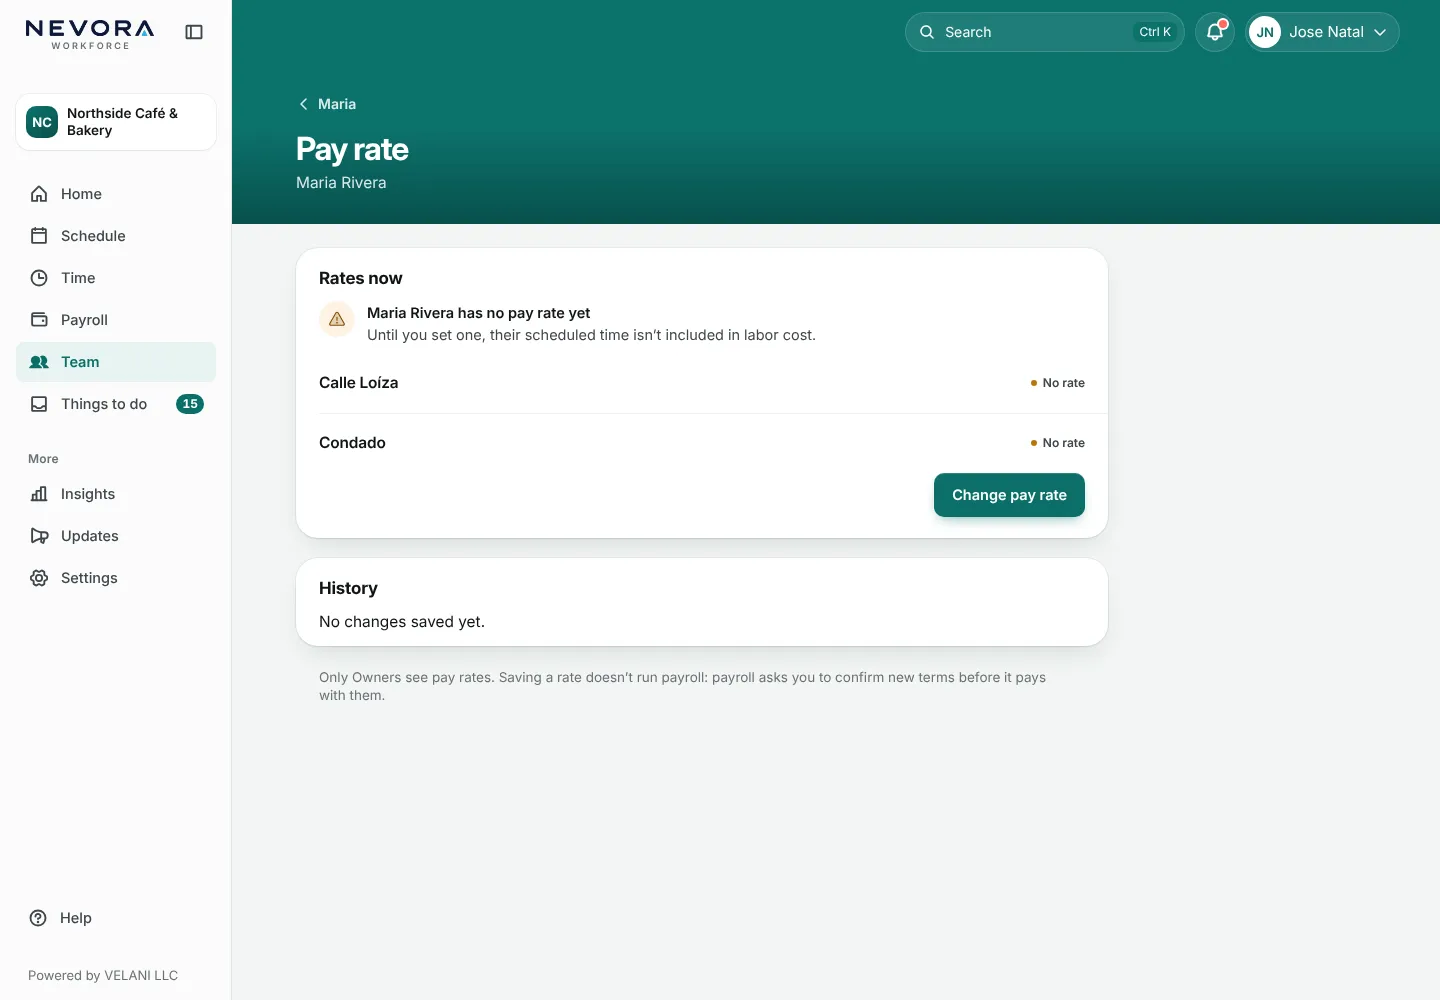 NEVORA
WORKFORCE
Search
Ctrl K
JN
Jose Natal
NC
Northside Café &
Bakery
Home
Schedule
Time
Payroll
Team
Things to do
15
More
Insights
Updates
Settings
Help
Powered by VELANI LLC
Maria
Pay rate
Maria Rivera
Rates now
Maria Rivera has no pay rate yet
Until you set one, their scheduled time isn’t included in labor cost.
Calle Loíza
No rate
Condado
No rate
Change pay rate
History
No changes saved yet.
Only Owners see pay rates. Saving a rate doesn’t run payroll: payroll asks you to confirm new terms before it pays
with them.